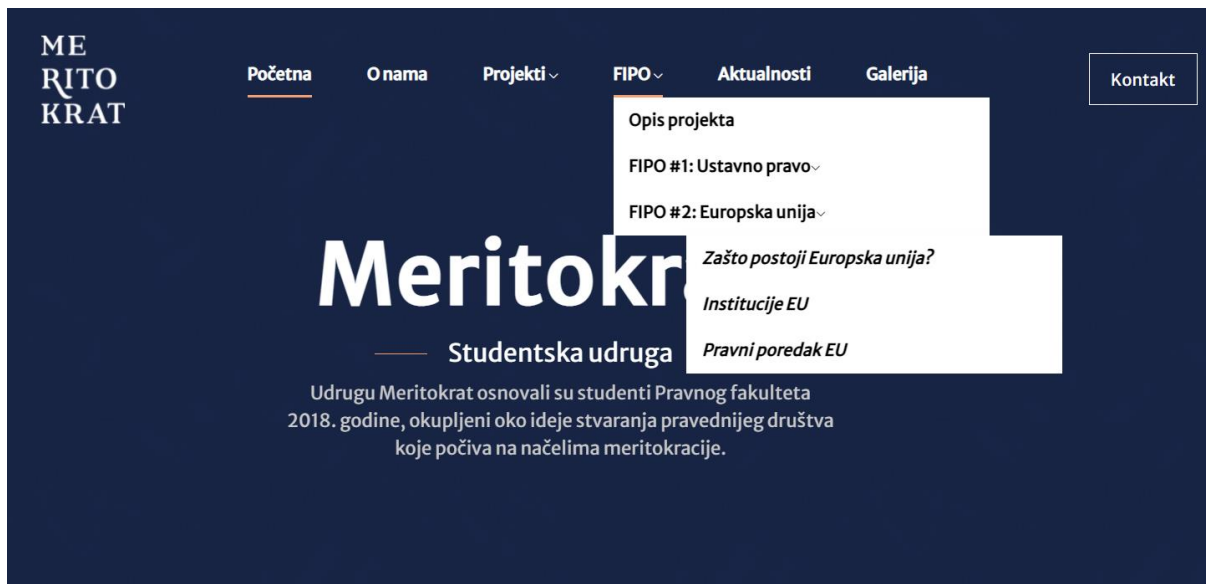 ME
RITO
KRAT
Početna O nama Projekti FIPO Aktualnosti Galerija Kontakt
Opis projekta
FIPO #1: Ustavno pravo
FIPO #2: Europska unija
Zašto postoji Europska unija?
Institucije EU
Pravni poredak EU
Meritokr
Studentska udruga
Udrugu Meritokrat osnovali su studenti Pravnog fakulteta
2018. godine, okupljeni oko ideje stvaranja pravednijeg društva
koje počiva na načelima meritokracije.